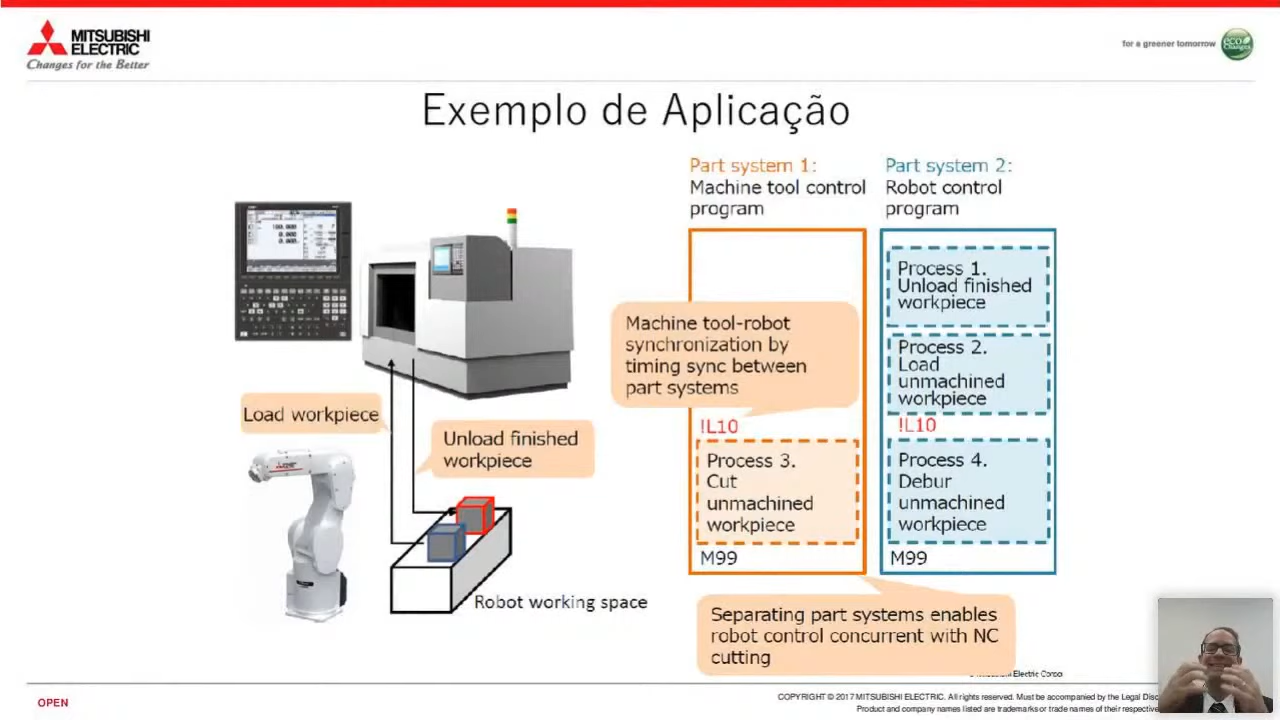 MITSUBISHI
ELECTRIC
Changes for the Better
for a greener tomorrow
eco
Changes
Exemplo de Aplicação
Part system 1:
Machine tool control
program
Part system 2:
Robot control
program
Process 1.
Unload finished
workpiece
Machine tool-robot
synchronization by
timing sync between
part systems
Process 2.
Load
unmachined
workpiece
!L10
!L10
Process 3.
Cut
unmachined
workpiece
Process 4.
Debur
unmachined
workpiece
M99
M99
Load workpiece
Unload finished
workpiece
Robot working space
Separating part systems enables
robot control concurrent with NC
cutting
Mitsubishi Electric Corpor
OPEN
COPYRIGHT © 2017 MITSUBISHI ELECTRIC. All rights reserved. Must be accompanied by the Legal Disc
Product and company names listed are trademarks or trade names of their respective